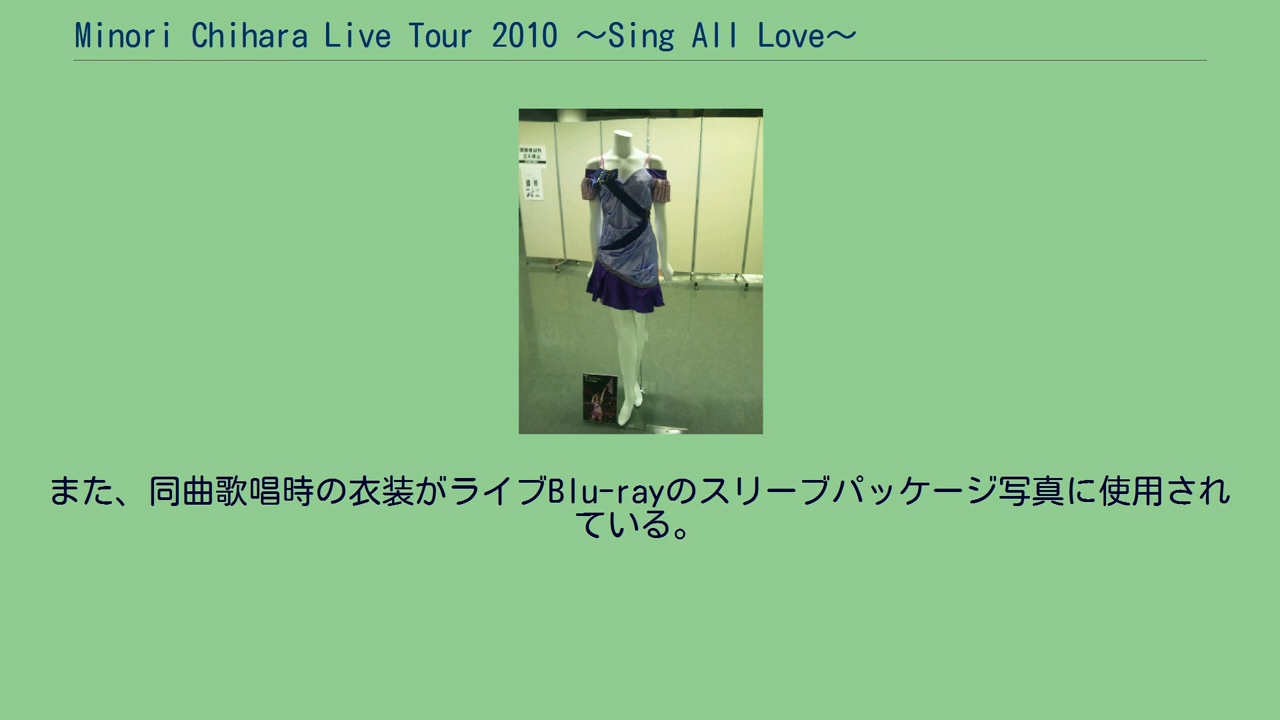 Minori Chihara Live Tour 2010 〜Sing All Love〜
また、同曲歌唱時の衣装がライブBlu-rayのスリーブパッケージ写真に使用され
ている。